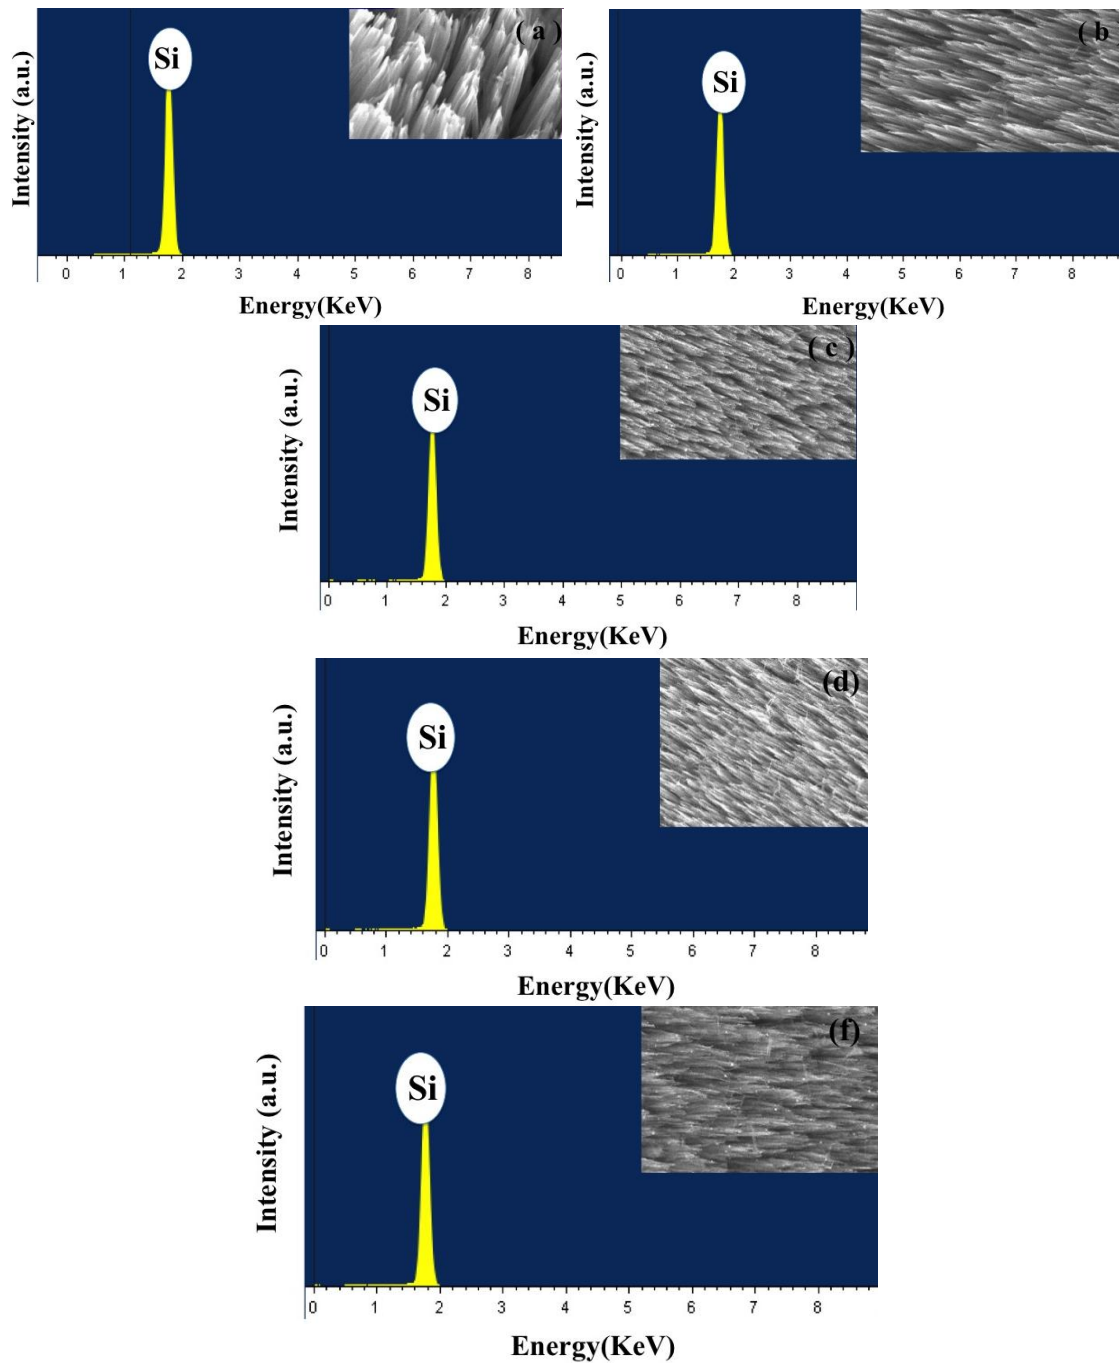 ( a )
Si
Intensity (a.u.)
0 1 2 3 4 5 6 7 8
Energy(KeV)
( b )
Si
Intensity (a.u.)
0 1 2 3 4 5 6 7 8
Energy(KeV)
( c )
Si
Intensity (a.u.)
0 1 2 3 4 5 6 7 8
Energy(KeV)
(d)
Si
Intensity (a.u.)
0 1 2 3 4 5 6 7 8
Energy(KeV)
(f)
Si
Intensity (a.u.)
0 1 2 3 4 5 6 7 8
Energy(KeV)